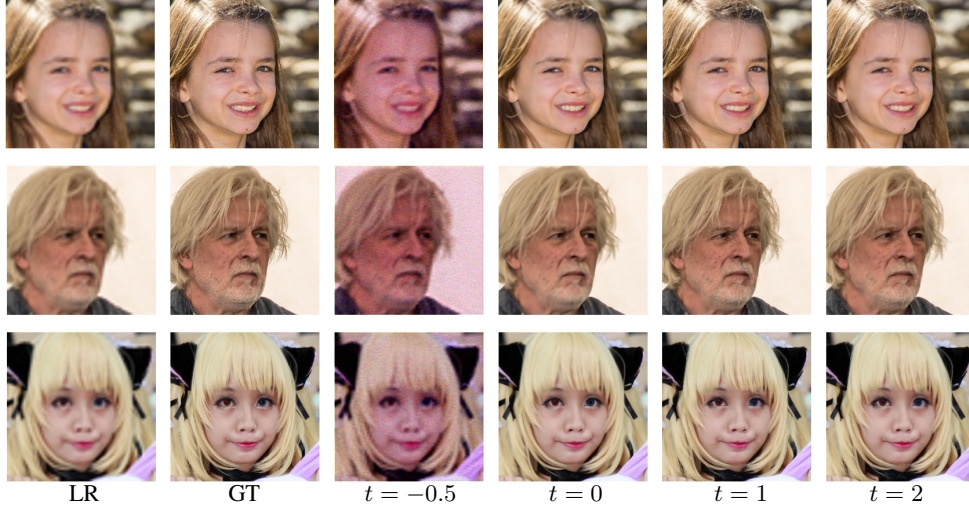 LR GT t = −0.5 t = 0 t = 1 t = 2